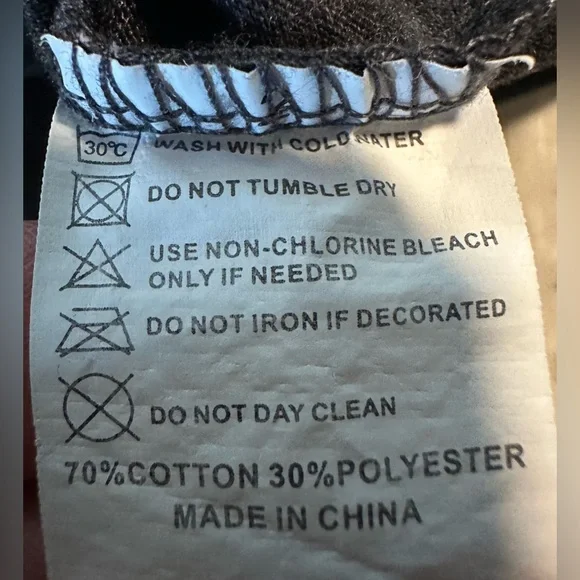 30°C WASH WITH COLD WATER
DO NOT TUMBLE DRY
USE NON-CHLORINE BLEACH
ONLY IF NEEDED
DO NOT IRON IF DECORATED
DO NOT DAY CLEAN
70%COTTON 30%POLYESTER
MADE IN CHINA